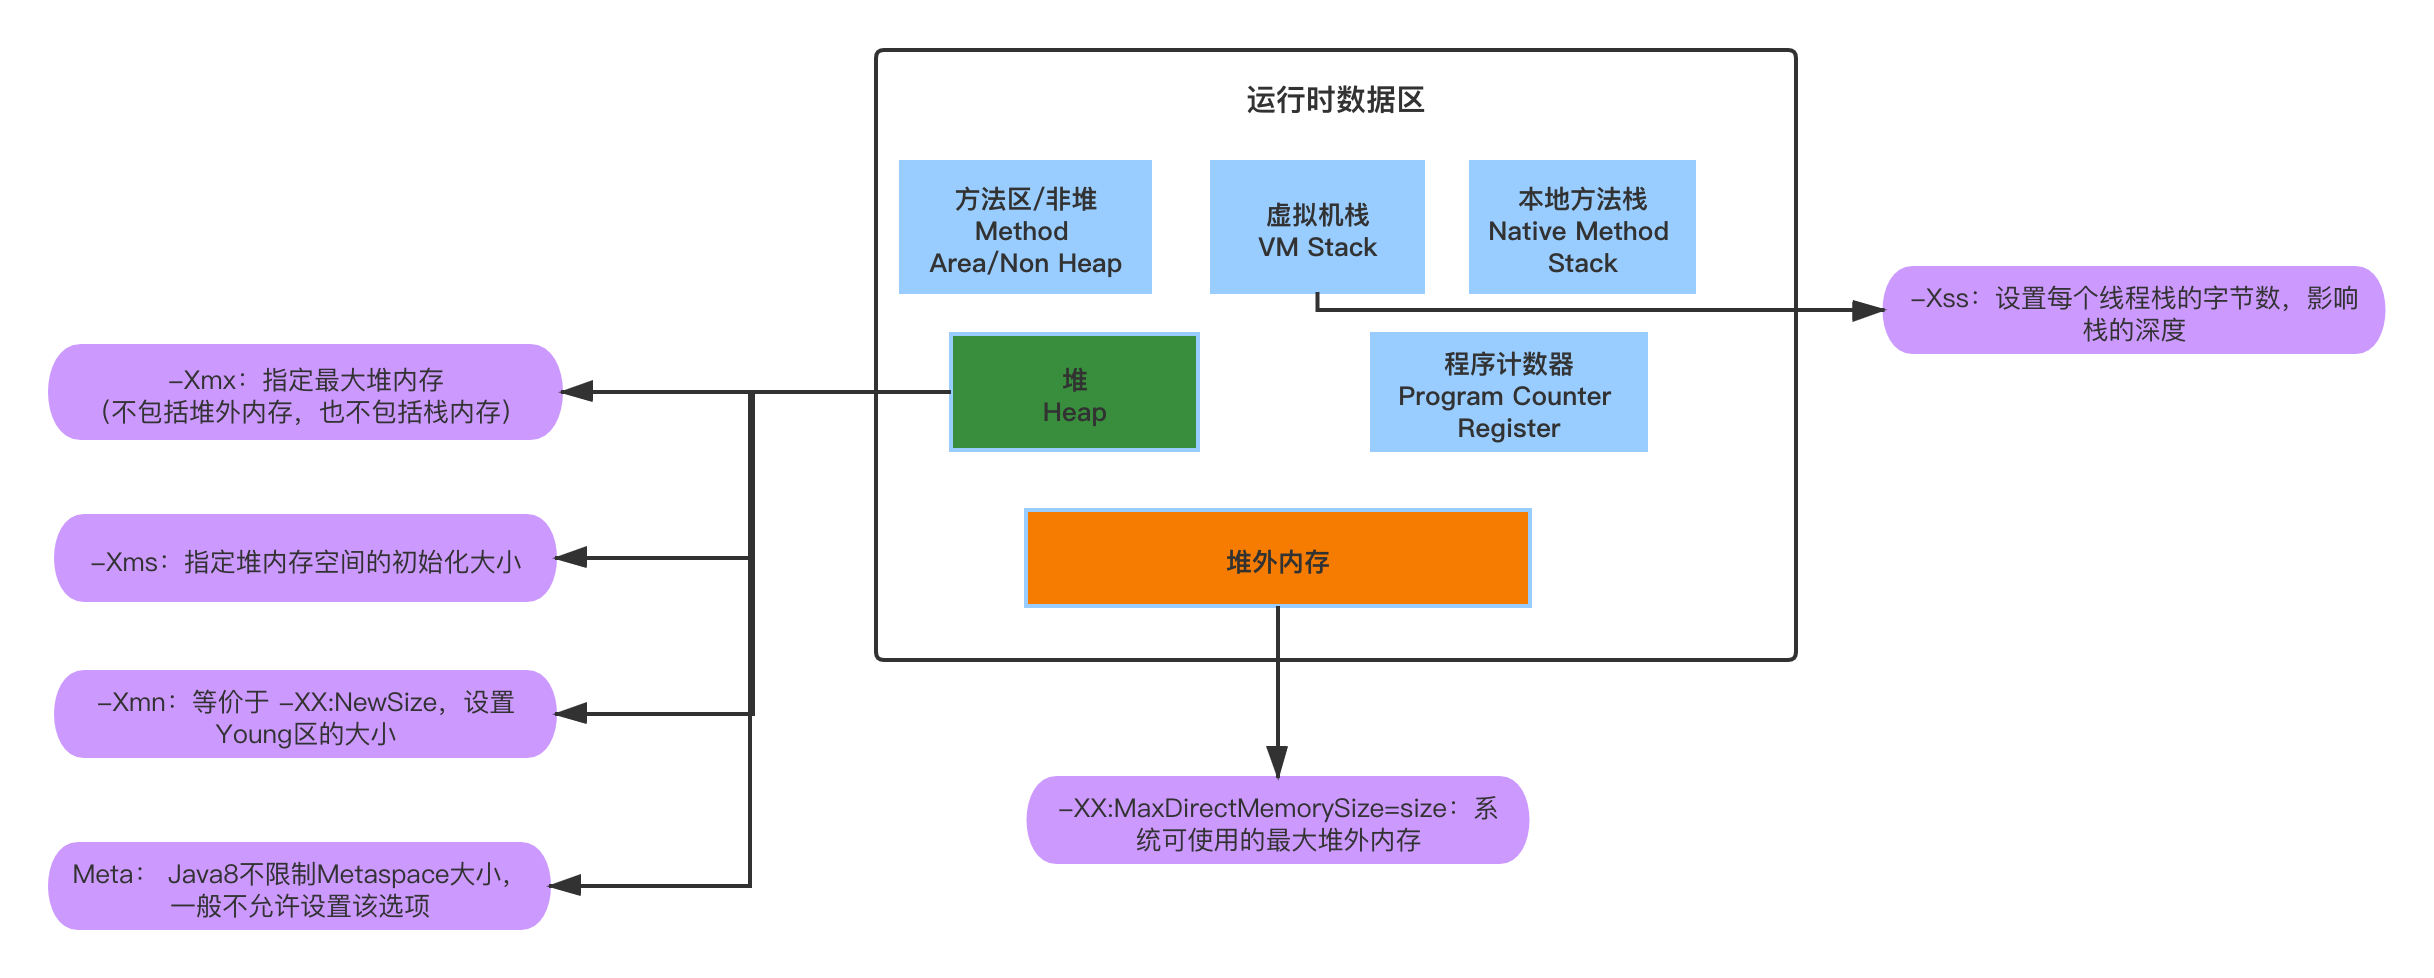 运行时数据区
方法区/非堆
Method
Area/Non Heap
虚拟机栈
VM Stack
本地方法栈
Native Method
Stack
-Xss：设置每个线程栈的字节数，影响
栈的深度
堆
Heap
程序计数器
Program Counter
Register
-Xmx：指定最大堆内存
（不包括堆外内存，也不包括栈内存）
-Xms：指定堆内存空间的初始化大小
堆外内存
-Xmn：等价于 -XX:NewSize，设置
Young区的大小
-XX:MaxDirectMemorySize=size：系
统可使用的最大堆外内存
Meta： Java8不限制Metaspace大小，
一般不允许设置该选项